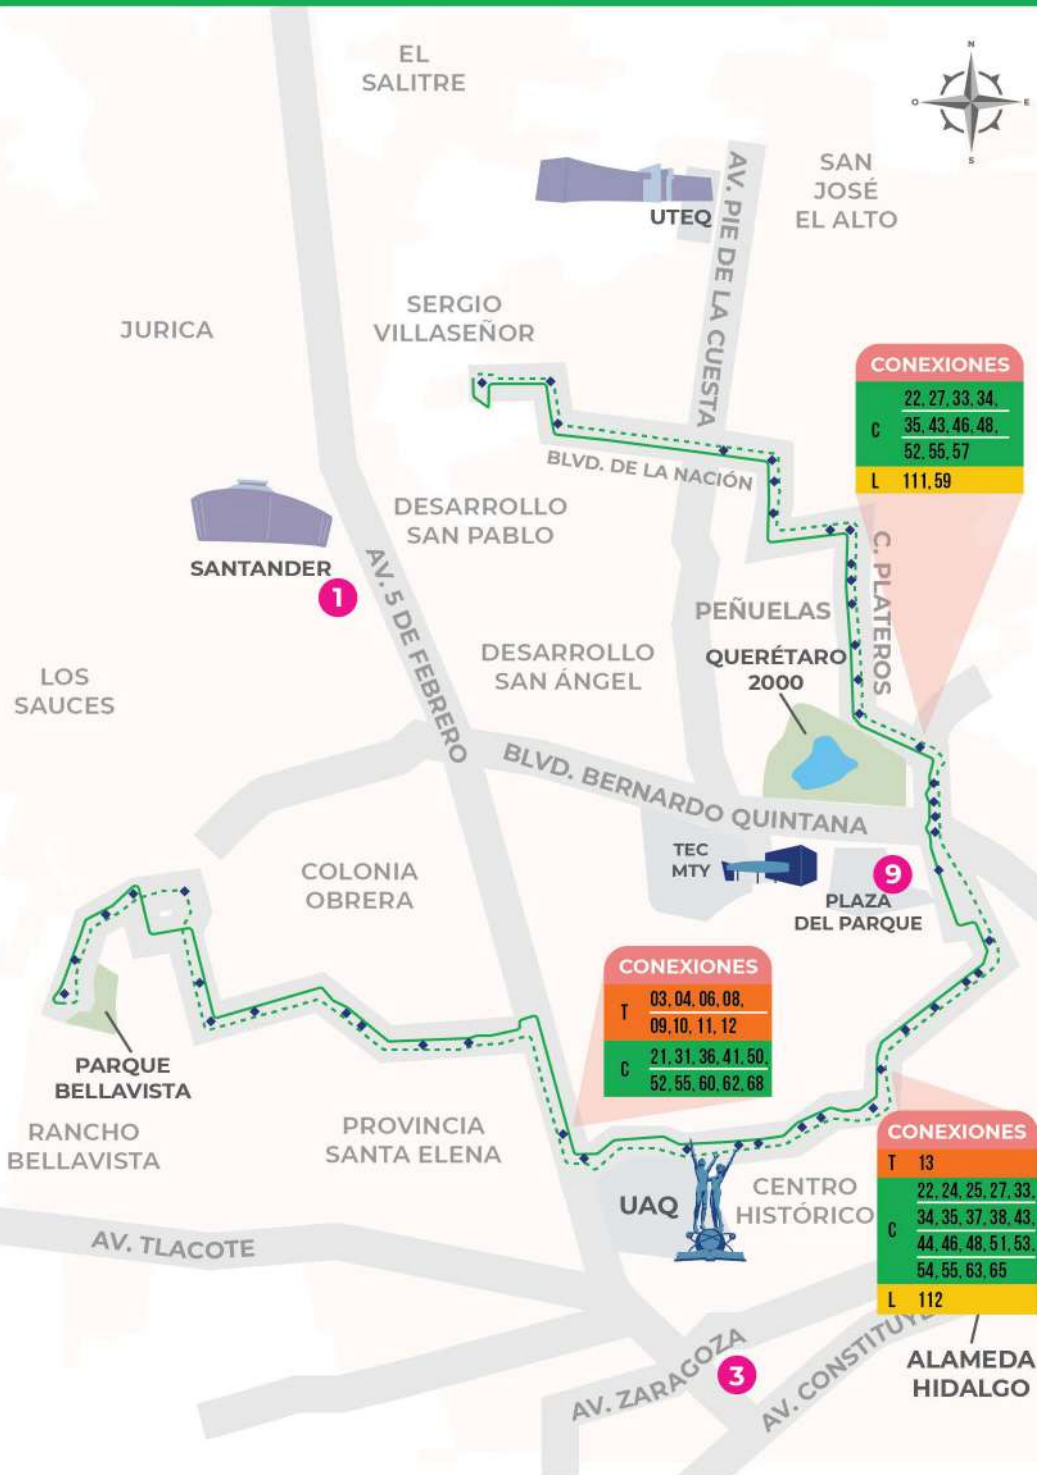 EL
SALITRE
N
O
E
S
SAN
JOSÉ
EL ALTO
UTEQ
AV. PIE DE LA CUESTA
JURICA
SERGIO
VILLASEÑOR
CONEXIONES
C
22, 27, 33, 34,
35, 43, 46, 48,
52, 55, 57
L 111, 59
BLVD. DE LA NACIÓN
DESARROLLO
SAN PABLO
SANTANDER
1
AV. 5 DE FEBRERO
C. PLATEROS
PEÑUELAS
QUERÉTARO
2000
DESARROLLO
SAN ÁNGEL
LOS
SAUCES
BLVD. BERNARDO QUINTANA
TEC
MTY
9
PLAZA
DEL PARQUE
COLONIA
OBRERA
CONEXIONES
T
03, 04, 06, 08,
09, 10, 11, 12
C
21, 31, 36, 41, 50,
52, 55, 60, 62, 68
PARQUE
BELLAVISTA
RANCHO
BELLAVISTA
PROVINCIA
SANTA ELENA
UAQ
CENTRO
HISTÓRICO
CONEXIONES
T 13
C
22, 24, 25, 27, 33,
34, 35, 37, 38, 43,
44, 46, 48, 51, 53,
54, 55, 63, 65
L 112
AV. TLACOTE
AV. ZARAGOZA
3
AV.
ALAMEDA
HIDALGO